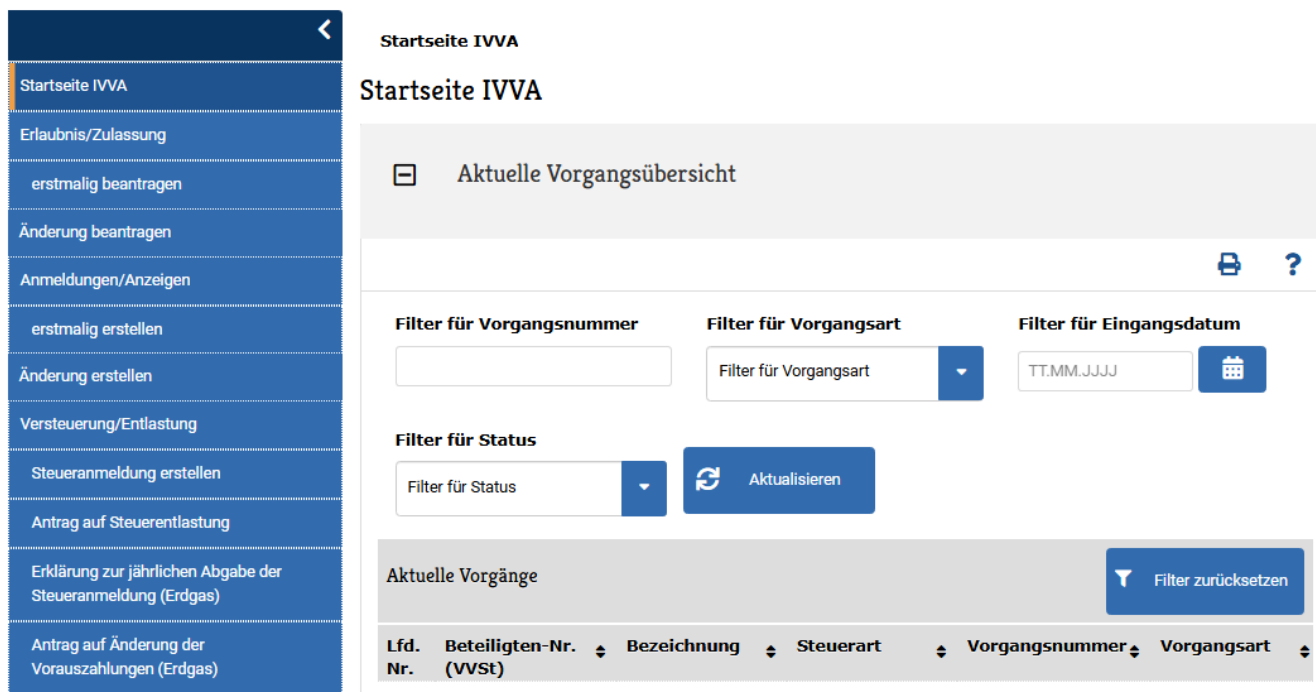 Startseite IVVA
Erlaubnis/Zulassung
erstmalig beantragen
Änderung beantragen
Anmeldungen/Anzeigen
erstmalig erstellen
Änderung erstellen
Versteuerung/Entlastung
Steueranmeldung erstellen
Antrag auf Steuerentlastung
Erklärung zur jährlichen Abgabe der
Steueranmeldung (Erdgas)
Antrag auf Änderung der
Vorauszahlungen (Erdgas)
Startseite IVVA
Startseite IVVA
Aktuelle Vorgangsübersicht
?
Filter für Vorgangsnummer
Filter für Vorgangsart
Filter für Eingangsdatum
Filter für Vorgangsart
TT.MM.JJJJ
Filter für Status
Filter für Status
Aktualisieren
Aktuelle Vorgänge
Filter zurücksetzen
Lfd. Nr.
Beteiligten-Nr. (VVSt)
Bezeichnung
Steuerart
Vorgangsnummer
Vorgangsart